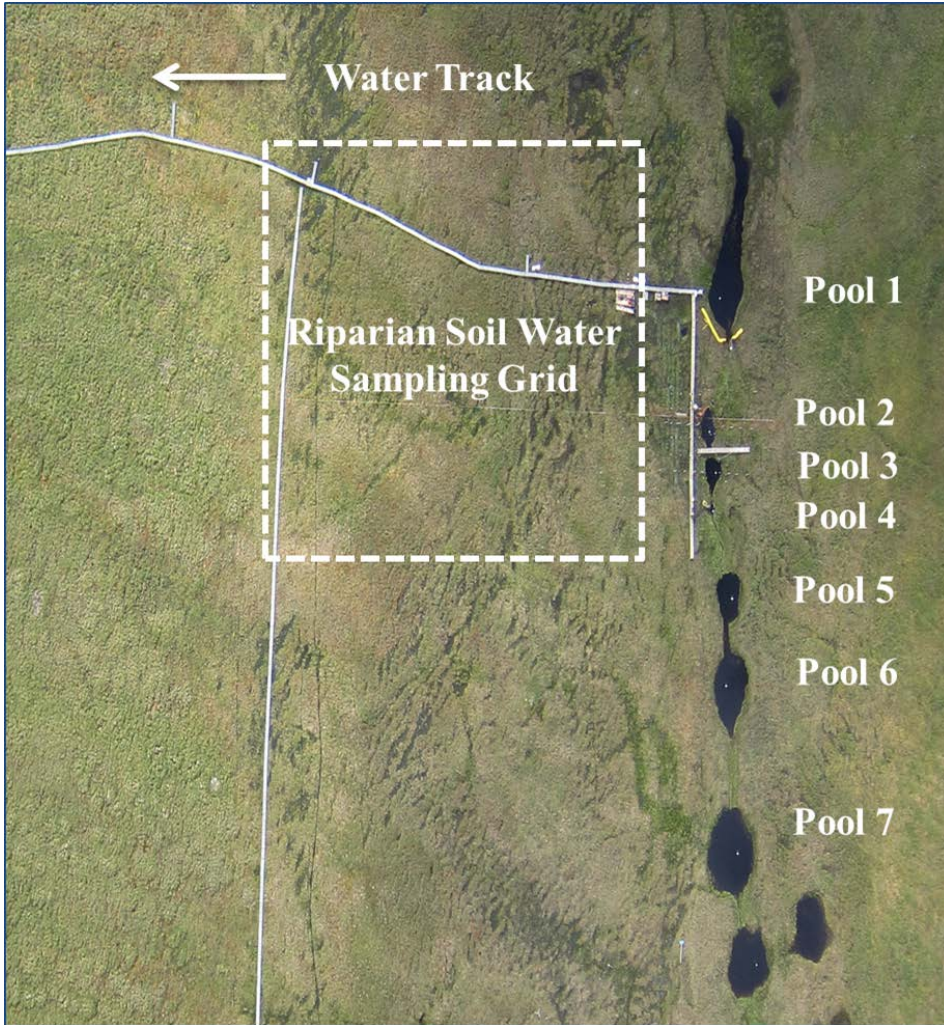 Water Track
Pool 1
Riparian Soil Water
Sampling Grid
Pool 2
Pool 3
Pool 4
Pool 5
Pool 6
Pool 7